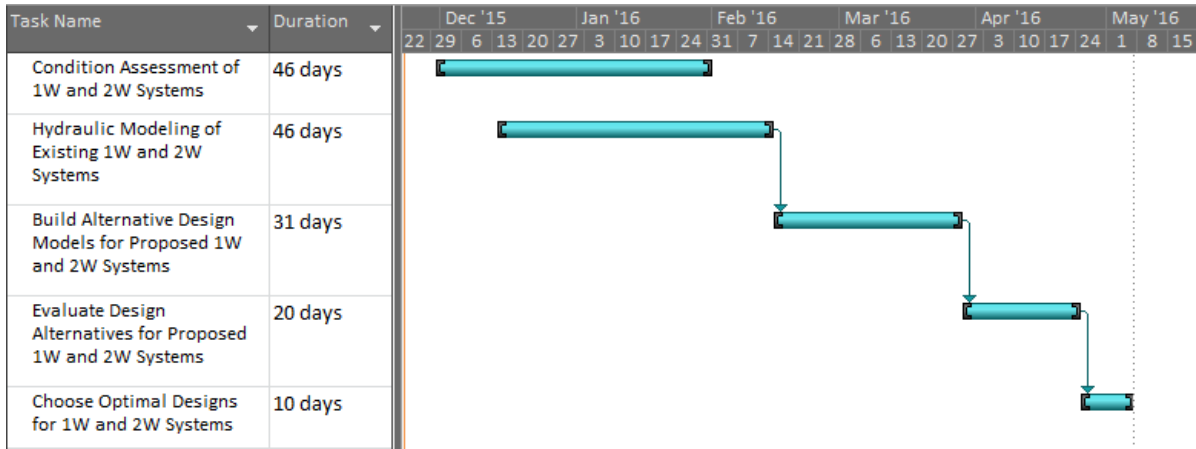 Task Name Duration Dec '15 Jan '16 Feb '16 Mar '16 Apr '16 May '16
22 29 6 13 20 27 3 10 17 24 31 7 14 21 28 6 13 20 27 3 10 17 24 1 8 15
Condition Assessment of 46 days
1W and 2W Systems
Hydraulic Modeling of 46 days
Existing 1W and 2W
Systems
Build Alternative Design 31 days
Models for Proposed 1W
and 2W Systems
Evaluate Design 20 days
Alternatives for Proposed
1W and 2W Systems
Choose Optimal Designs 10 days
for 1W and 2W Systems